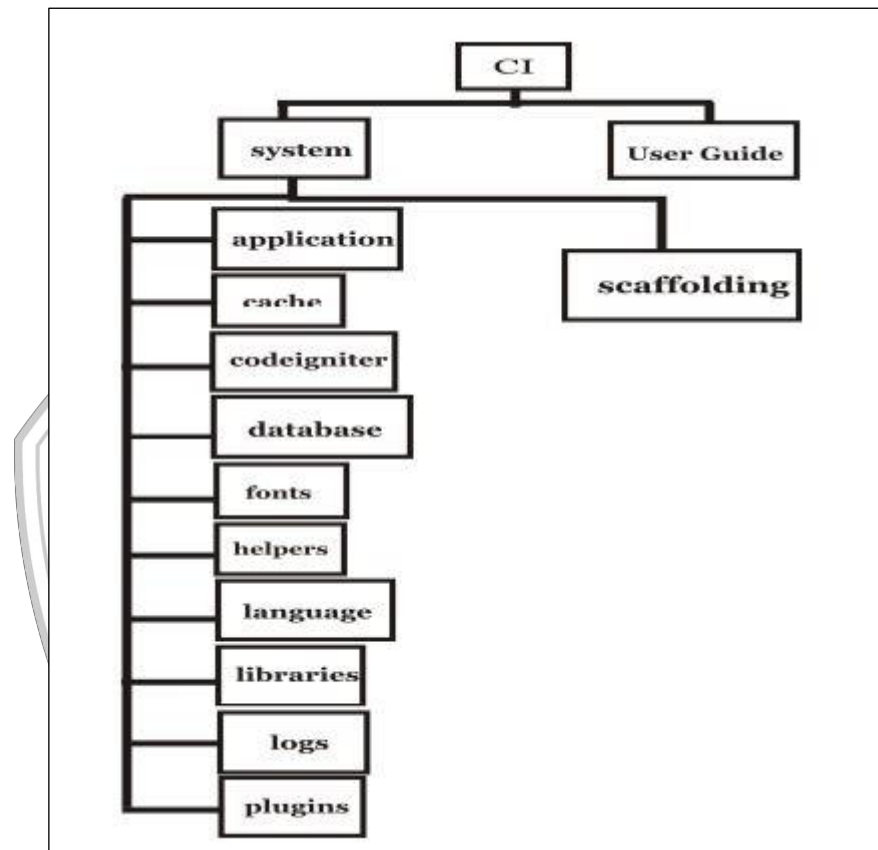 CI
system
User Guide
application
scaffolding
cache
codeigniter
database
fonts
helpers
language
libraries
logs
plugins